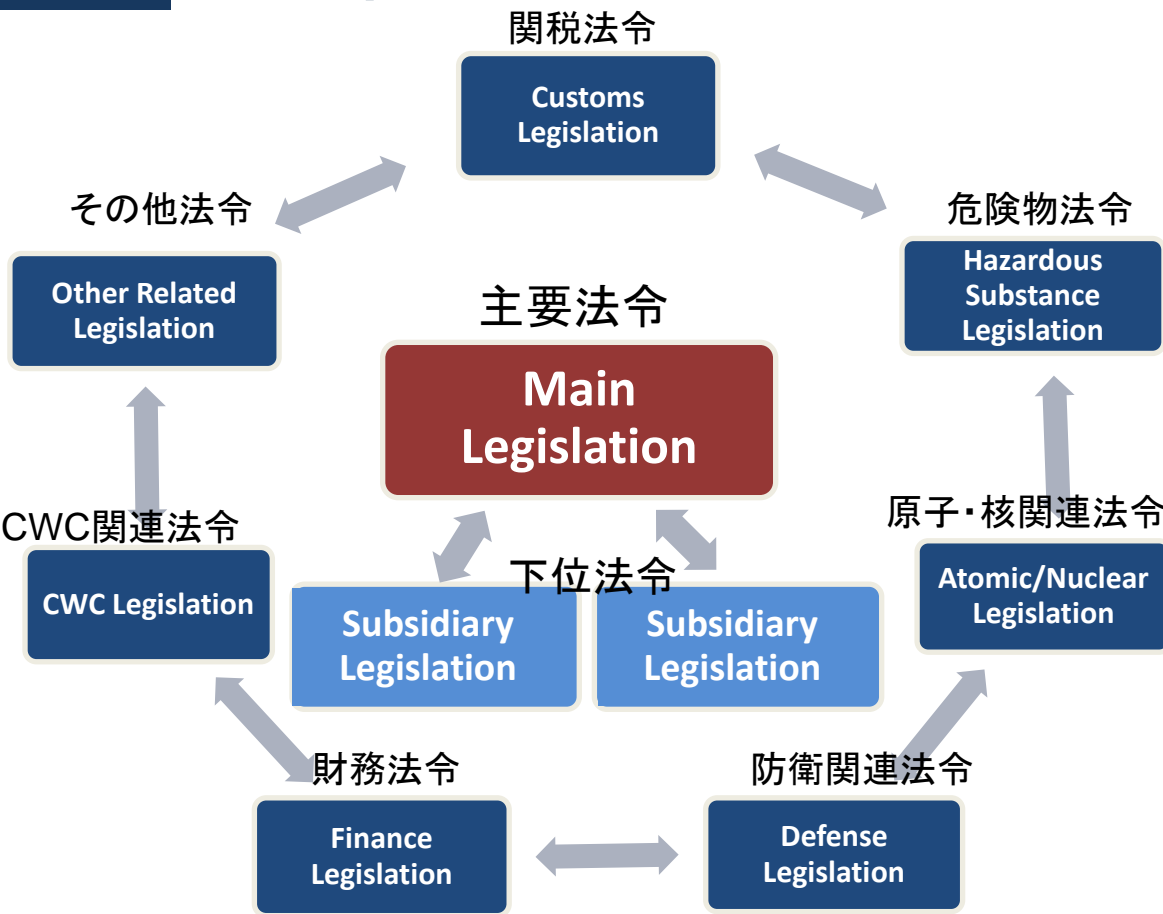 関税法令
Customs
Legislation
その他法令
Other Related
Legislation
危険物法令
Hazardous
Substance
Legislation
主要法令
Main
Legislation
CWC関連法令
CWC Legislation
原子・核関連法令
Atomic/Nuclear
Legislation
下位法令
Subsidiary
Legislation
Subsidiary
Legislation
財務法令
Finance
Legislation
防衛関連法令
Defense
Legislation